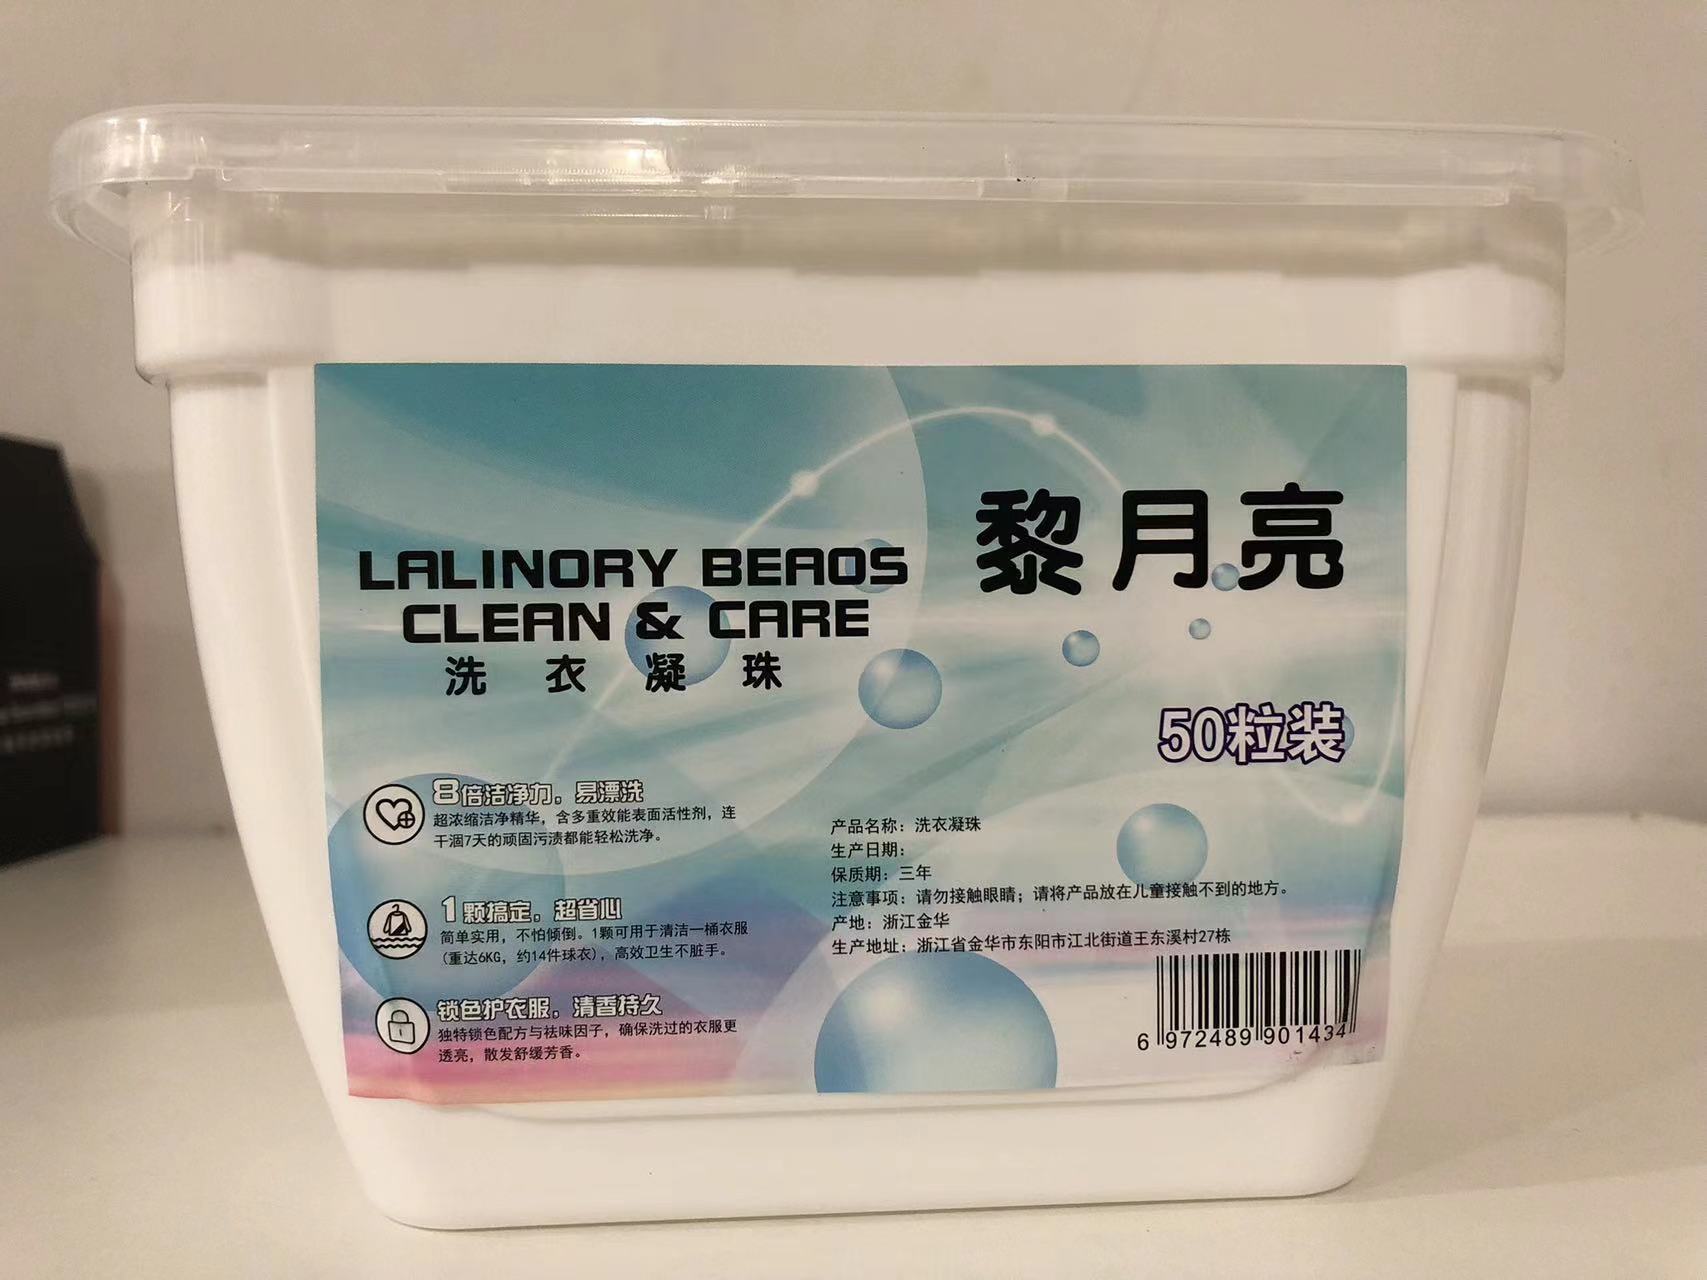 LALINORY BEAOS
CLEAN & CARE
洗衣凝珠
黎月亮
50粒装
8倍洁净力，易漂洗
超浓缩洁净精华，含多重效能表面活性剂，连
干涸7天的顽固污渍都能轻松洗净。
1颗搞定，超省心
简单实用，不怕倾倒。1颗可用于清洁一桶衣服
(重达6KG，约14件球衣)，高效卫生不脏手。
锁色护衣服，清香持久
独特锁色配方与祛味因子，确保洗过的衣服更
透亮，散发舒缓芳香。
产品名称：洗衣凝珠
生产日期：
保质期：三年
注意事项：请勿接触眼睛；请将产品放在儿童接触不到的地方。
产地：浙江金华
生产地址：浙江省金华市东阳市江北街道王东溪村27栋
6 972489 901434